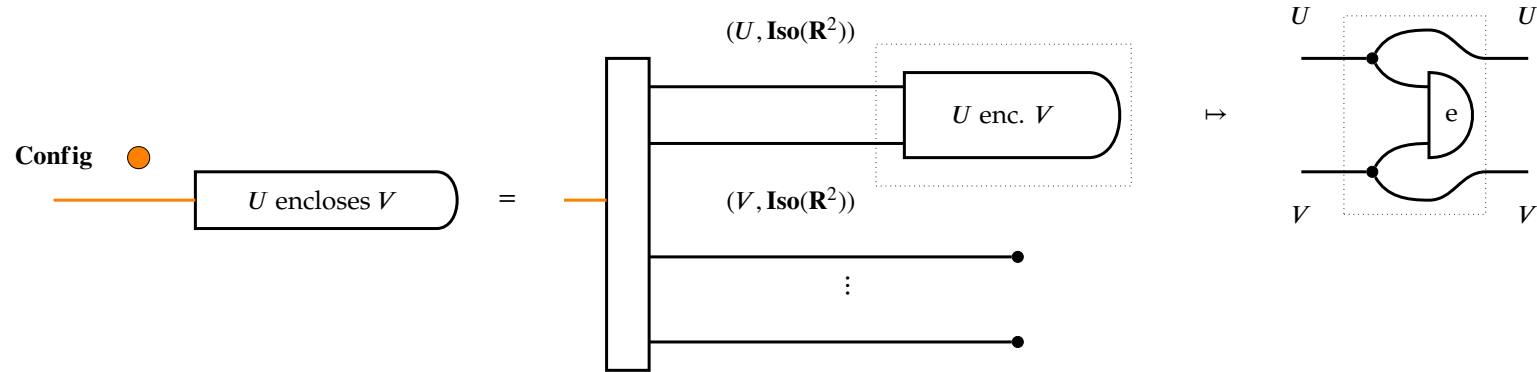 Config
U encloses V
=
(U, Iso(R²))
U enc. V
(V, Iso(R²))
⋮
↦
U U
e
V V